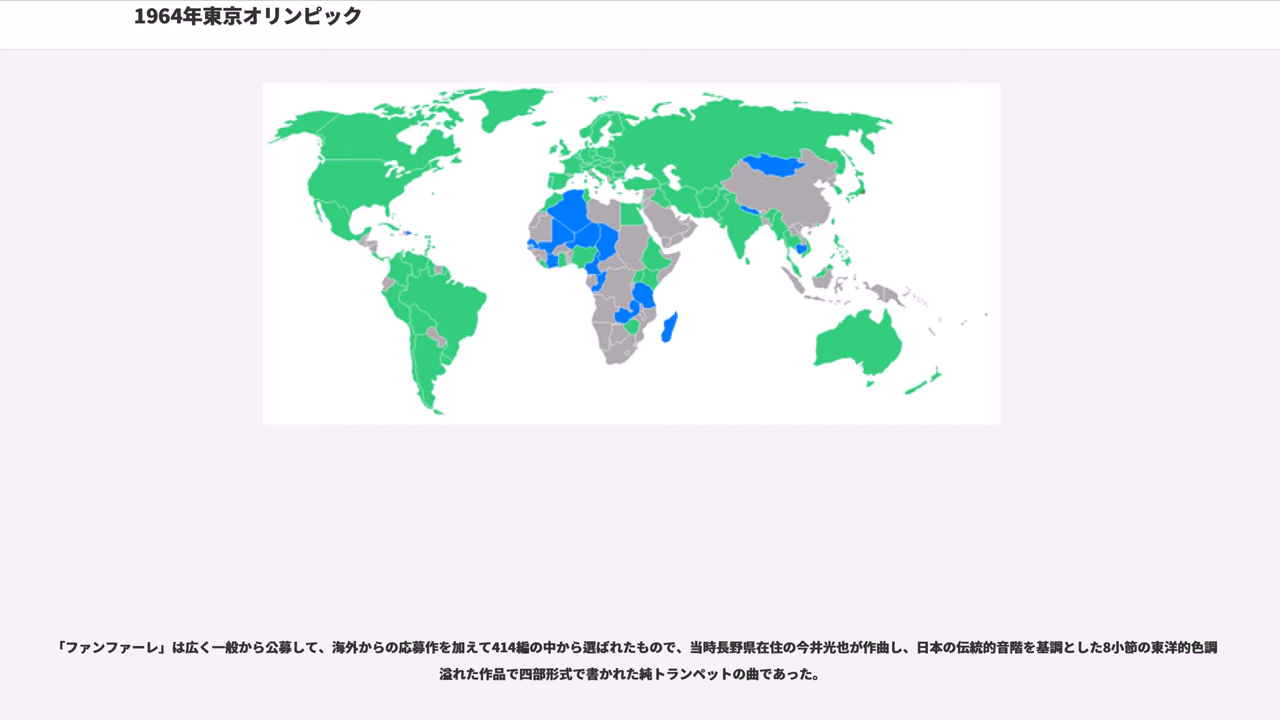 1964年東京オリンピック
「ファンファーレ」は広く一般から公募して、海外からの応募作を加えて414編の中から選ばれたもので、当時長野県在住の今井光也が作曲し、日本の伝統的音階を基調とした8小節の東洋的色調
溢れた作品で四部形式で書かれた純トランペットの曲であった。